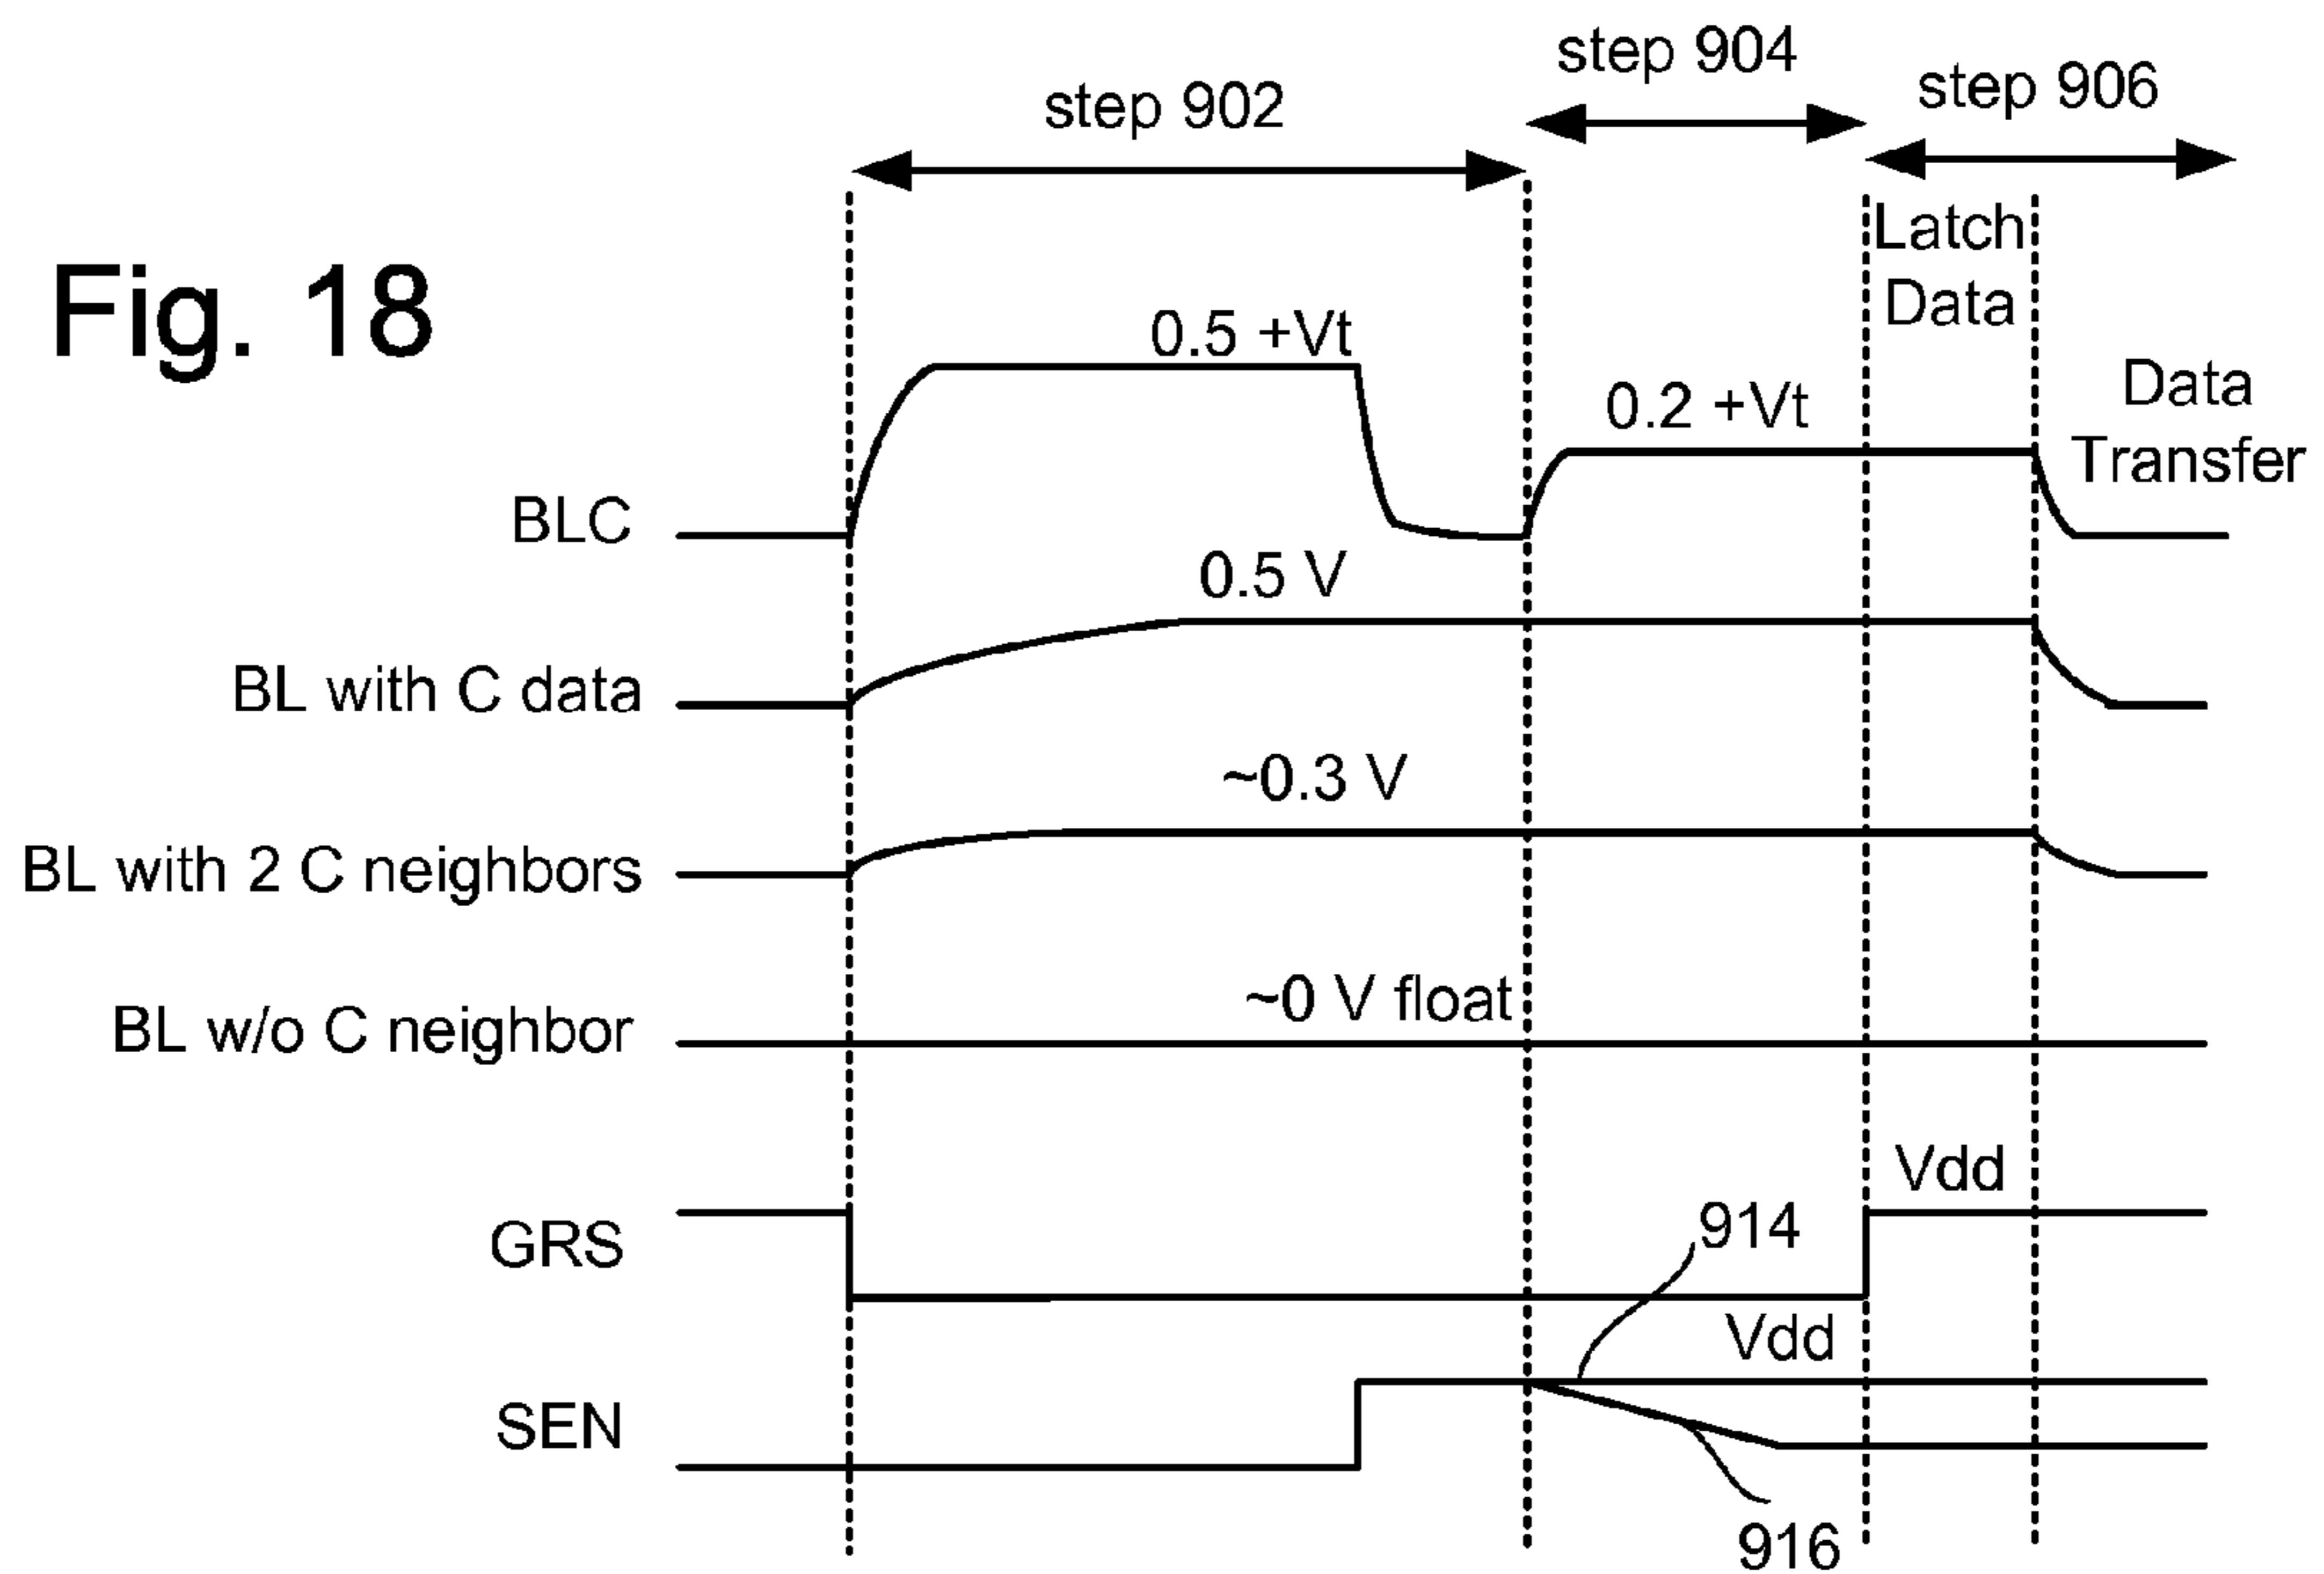 step 904
step 902
step 906
Latch
Data
Fig. 18
0.5 +Vt
0.2 +Vt
Data
Transfer
BLC
0.5 V
BL with C data
~0.3 V
BL with 2 C neighbors
~0 V float
BL w/o C neighbor
Vdd
914
GRS
Vdd
SEN
916